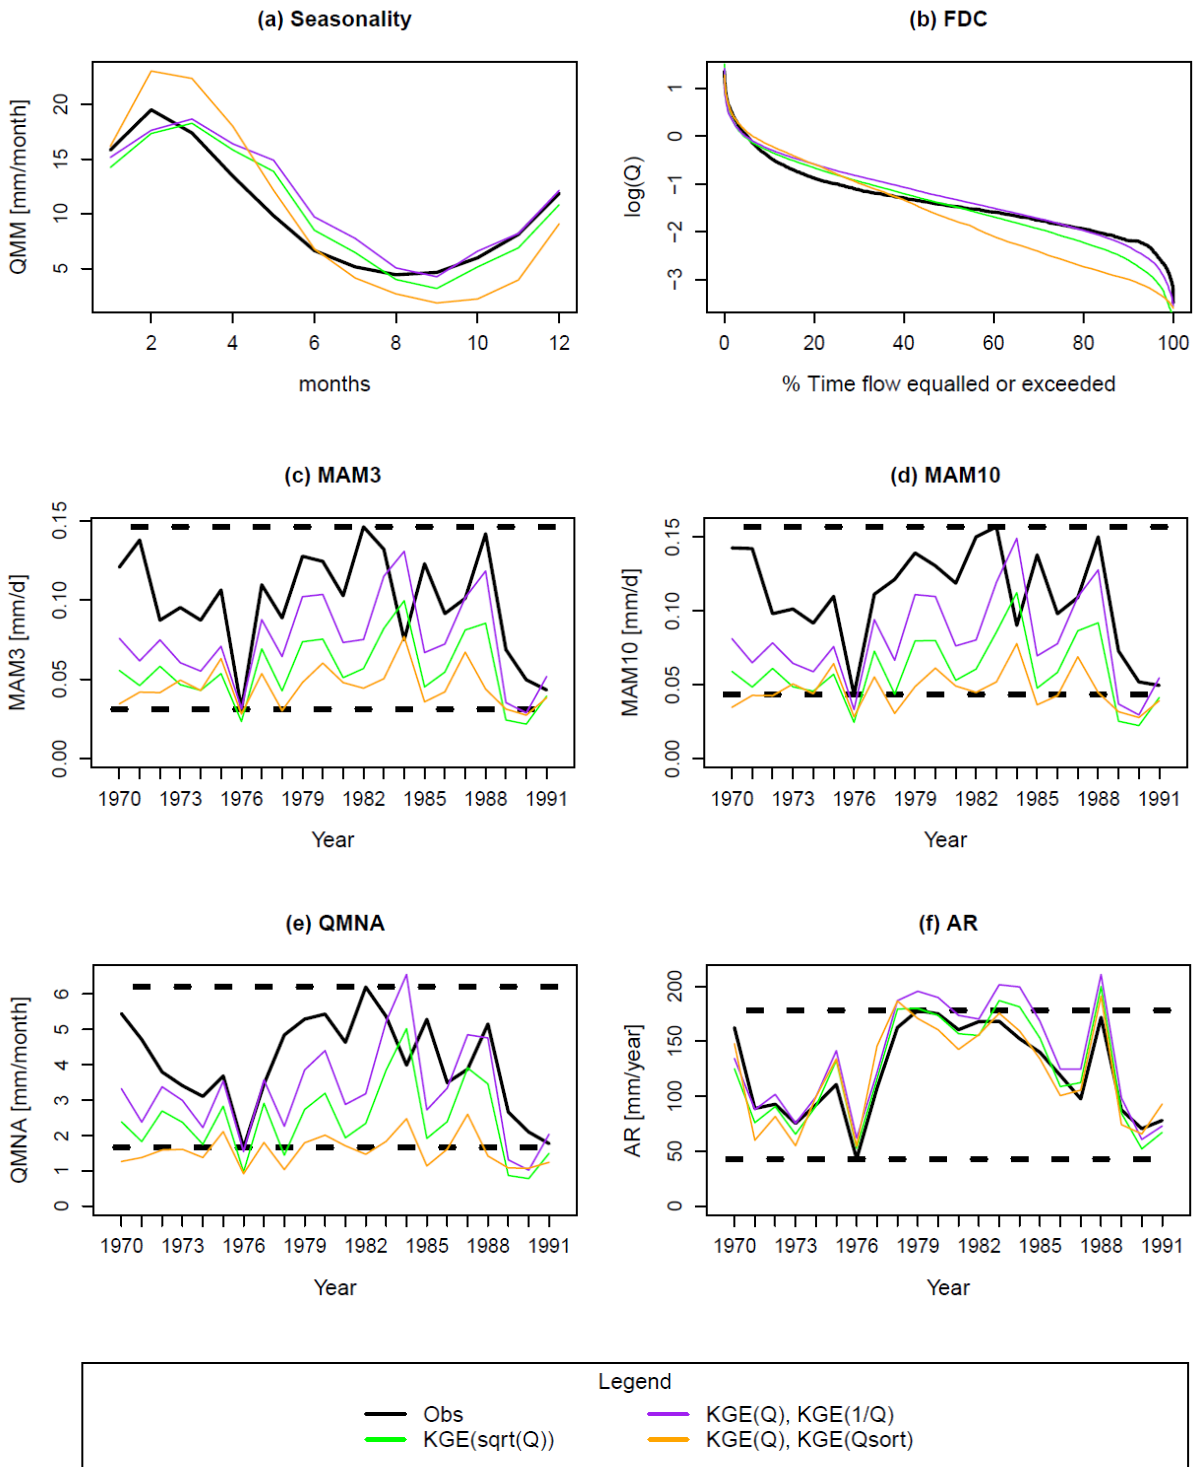 (a) Seasonality
(b) FDC
QMM [mm/month]
20
15
10
5
2 4 6 8 10 12
months
log(Q)
1
0
−1
−2
−3
0 20 40 60 80 100
% Time flow equalled or exceeded
(c) MAM3
(d) MAM10
MAM3 [mm/d]
0.15
0.10
0.05
0.00
1970 1973 1976 1979 1982 1985 1988 1991
Year
MAM10 [mm/d]
0.15
0.10
0.05
0.00
1970 1973 1976 1979 1982 1985 1988 1991
Year
(e) QMNA
(f) AR
QMNA [mm/month]
6
5
4
3
2
1
0
1970 1973 1976 1979 1982 1985 1988 1991
Year
AR [mm/year]
200
150
100
50
0
1970 1973 1976 1979 1982 1985 1988 1991
Year
Legend
Obs
KGE(sqrt(Q))
KGE(Q), KGE(1/Q)
KGE(Q), KGE(Qsort)